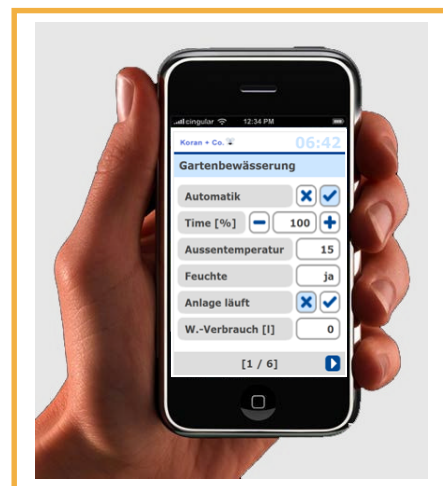 cingular 12:34 PM
Koran + Co. 06:42
Gartenbewässerung
Automatik
Time [%] 100
Aussentemperatur 15
Feuchte ja
Anlage läuft
W.-Verbrauch [l] 0
[1 / 6]